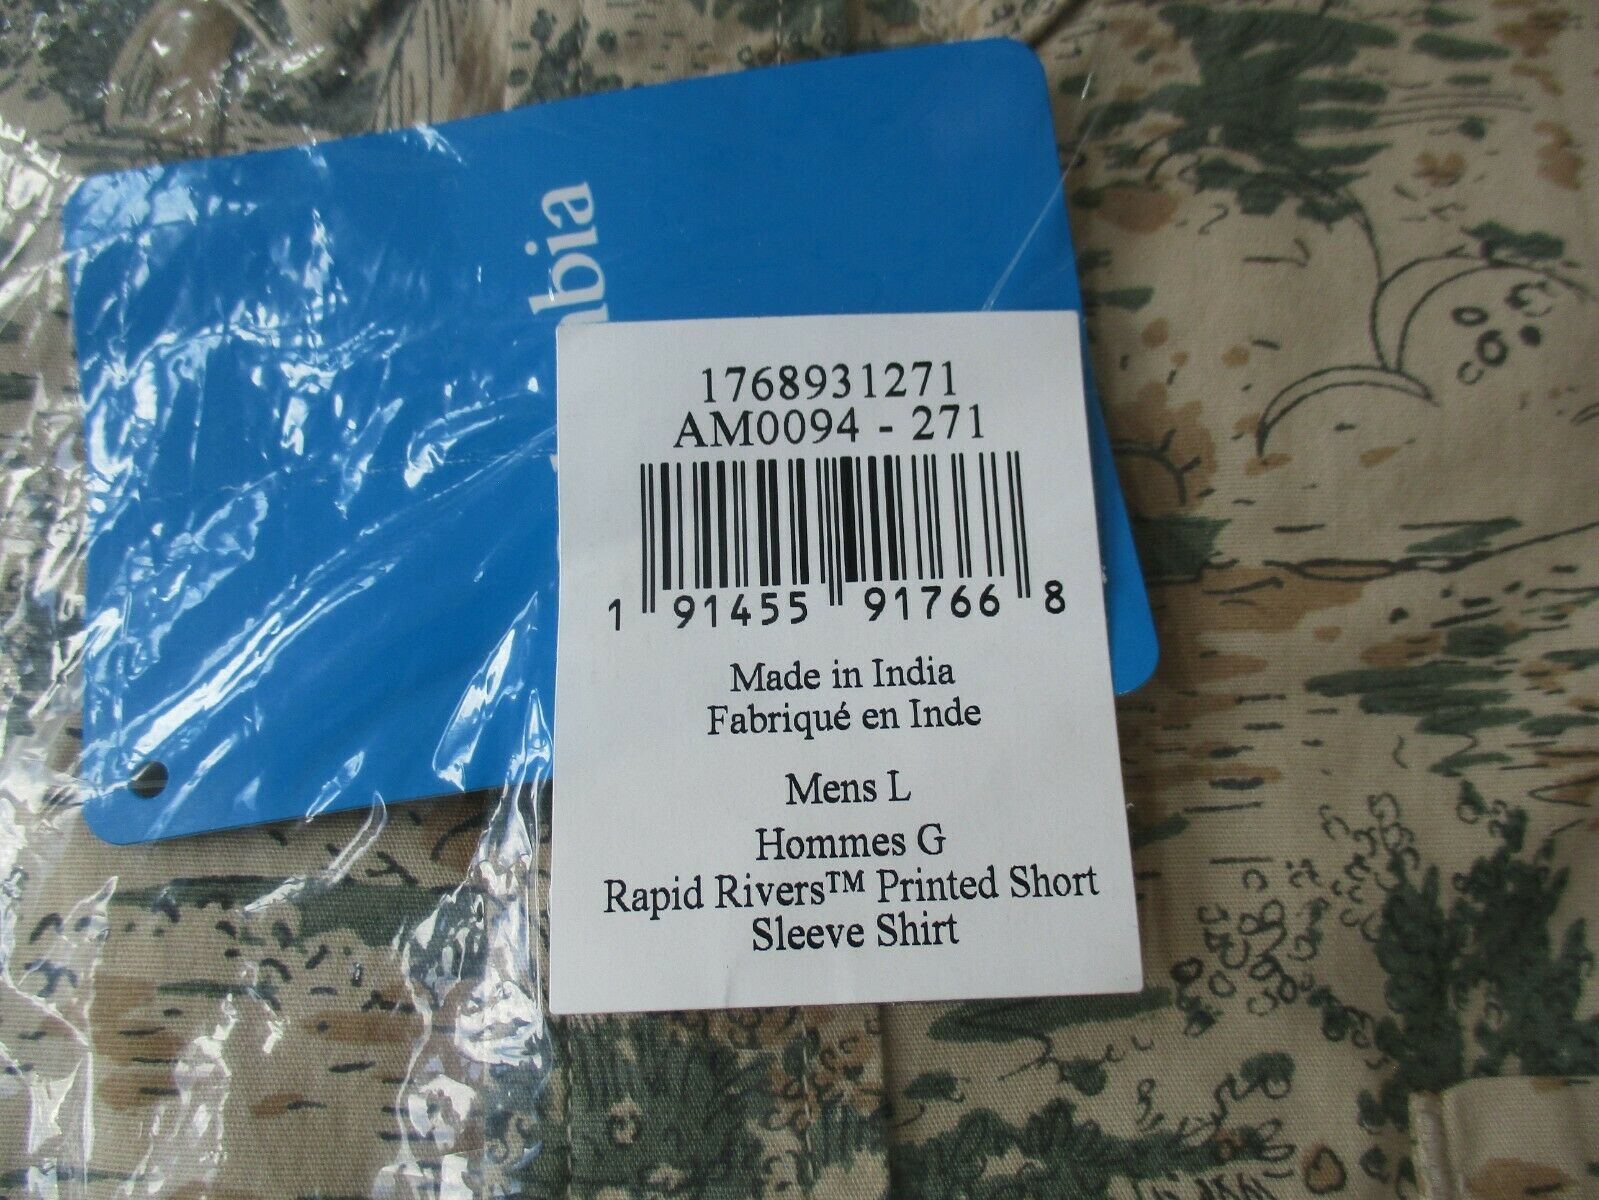 bia
1768931271
AM0094 - 271
1 91455 91766 8
Made in India
Fabriqué en Inde
Mens L
Hommes G
Rapid Rivers™ Printed Short
Sleeve Shirt